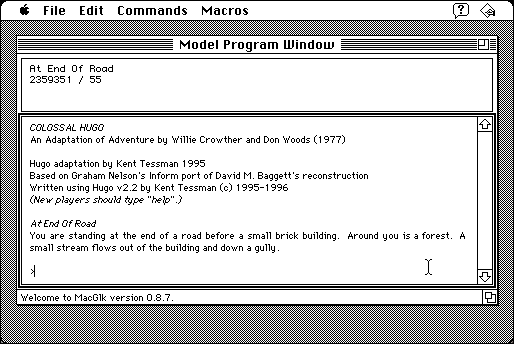 File Edit Commands Macros
Model Program Window
At End Of Road
2359351 / 55
COLOSSAL HUGO
An Adaptation of Adventure by Willie Crowther and Don Woods (1977)
Hugo adaptation by Kent Tessman 1995
Based on Graham Nelson's Inform port of David M. Baggett's reconstruction
Written using Hugo v2.2 by Kent Tessman (c) 1995-1996
(New players should type "help".)
At End Of Road
You are standing at the end of a road before a small brick building. Around you is a forest. A
small stream flows out of the building and down a gully.
>
Welcome to MacGlk version 0.8.7.